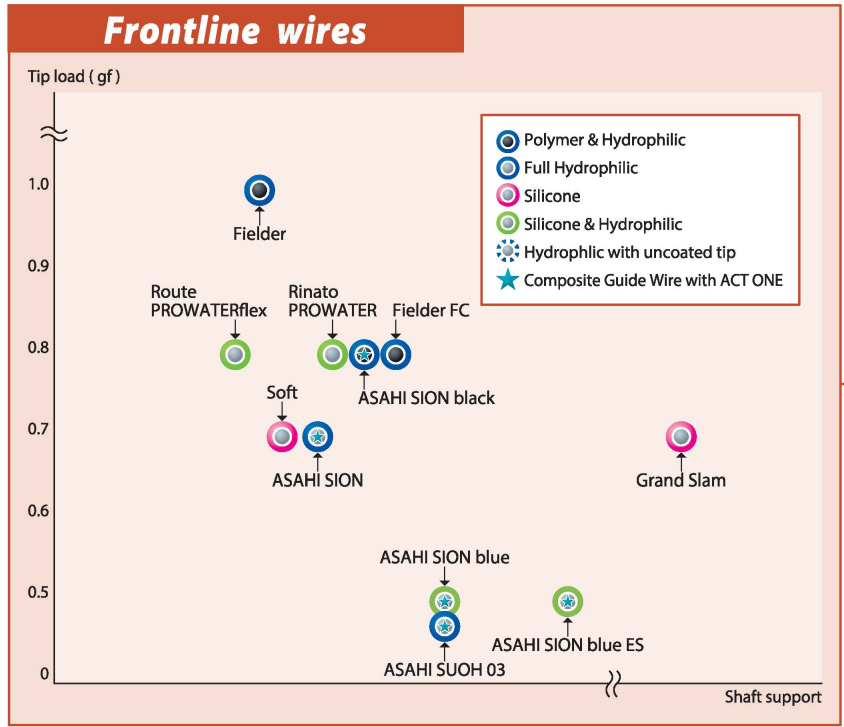 Frontline wires
Tip load ( gf )
Polymer & Hydrophilic
Full Hydrophilic
Silicone
Silicone & Hydrophilic
Hydrophlic with uncoated tip
Composite Guide Wire with ACT ONE
1.0
Fielder
0.9
Route
PROWATERflex
Rinato
PROWATER
Fielder FC
0.8
ASAHI SION black
Soft
0.7
ASAHI SION
Grand Slam
0.6
ASAHI SION blue
0.5
ASAHI SION blue ES
ASAHI SUOH 03
0
Shaft support